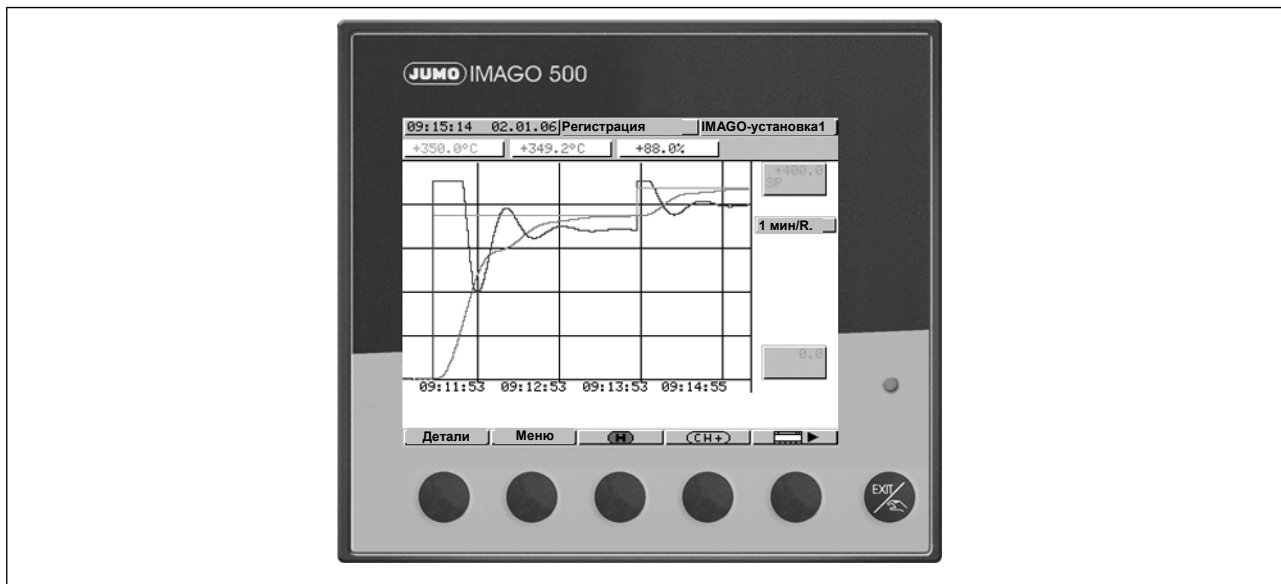 JUMO IMAGO 500
09:15:14 02.01.06 Регистрация IMAGO-установка1
+350.0°C +349.2°C +88.0%
+400.0
SP
1 мин/R.
0.0
09:11:53 09:12:53 09:13:53 09:14:55
Детали Меню H CH+
EXIT